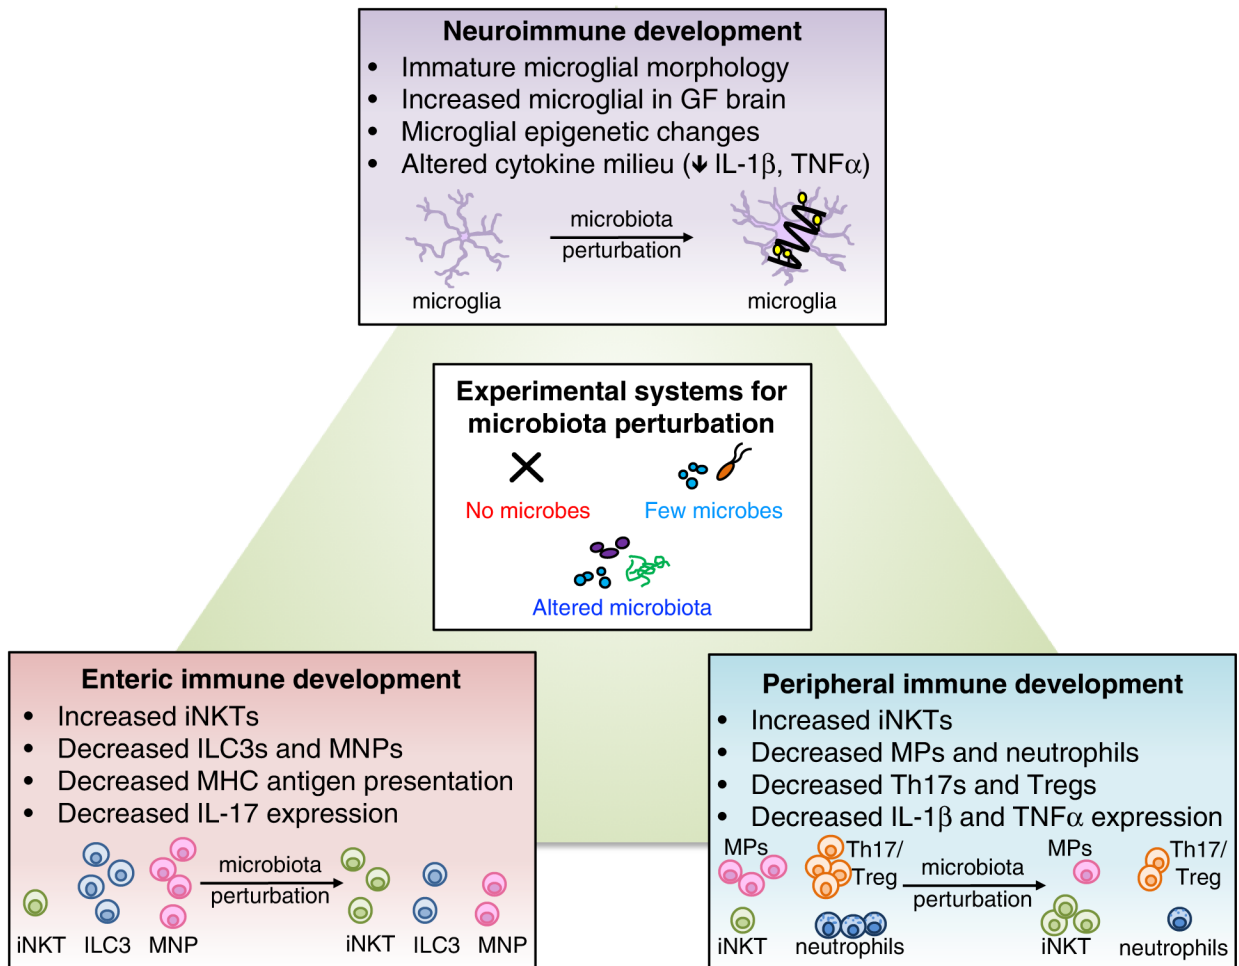 Neuroimmune development
• Immature microglial morphology
• Increased microglial in GF brain
• Microglial epigenetic changes
• Altered cytokine milieu (↓ IL-1β, TNFα)
microbiota
perturbation
microglia
microglia
Experimental systems for
microbiota perturbation
No microbes
Few microbes
Altered microbiota
Enteric immune development
• Increased iNKTs
• Decreased ILC3s and MNPs
• Decreased MHC antigen presentation
• Decreased IL-17 expression
microbiota
perturbation
iNKT
ILC3
MNP
iNKT
ILC3
MNP
Peripheral immune development
• Increased iNKTs
• Decreased MPs and neutrophils
• Decreased Th17s and Tregs
• Decreased IL-1β and TNFα expression
MPs
Th17/
Treg
microbiota
perturbation
MPs
Th17/
Treg
iNKT
neutrophils
iNKT
neutrophils